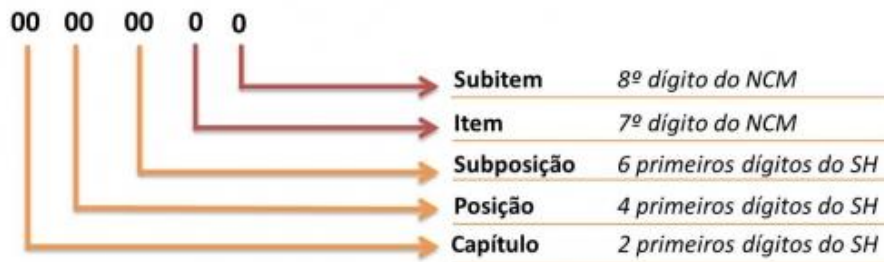 00 00 00 0 0
Subitem 8º dígito do NCM
Item 7º dígito do NCM
Subposição 6 primeiros dígitos do SH
Posição 4 primeiros dígitos do SH
Capítulo 2 primeiros dígitos do SH